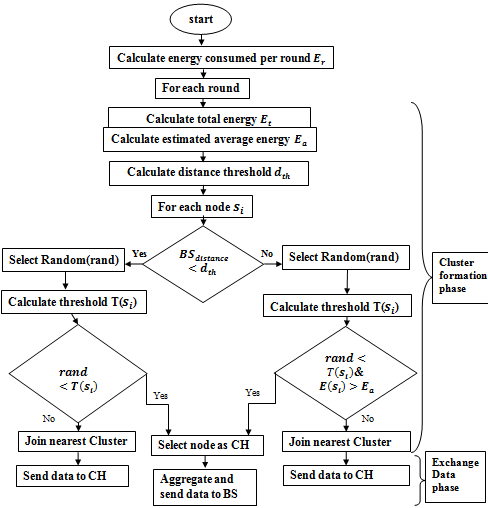 start
Calculate energy consumed per round Er
For each round
Calculate total energy Et
Calculate estimated average energy Ea
Calculate distance threshold dth
For each node si
BSdistance
< dth
Yes
No
Select Random(rand)
Select Random(rand)
Calculate threshold T(si)
Calculate threshold T(si)
rand
< T(si)
rand <
T(si)&
E(si) > Ea
Yes
Yes
No
No
Join nearest Cluster
Select node as CH
Join nearest Cluster
Send data to CH
Aggregate and
send data to BS
Send data to CH
Cluster
formation
phase
Exchange
Data
phase